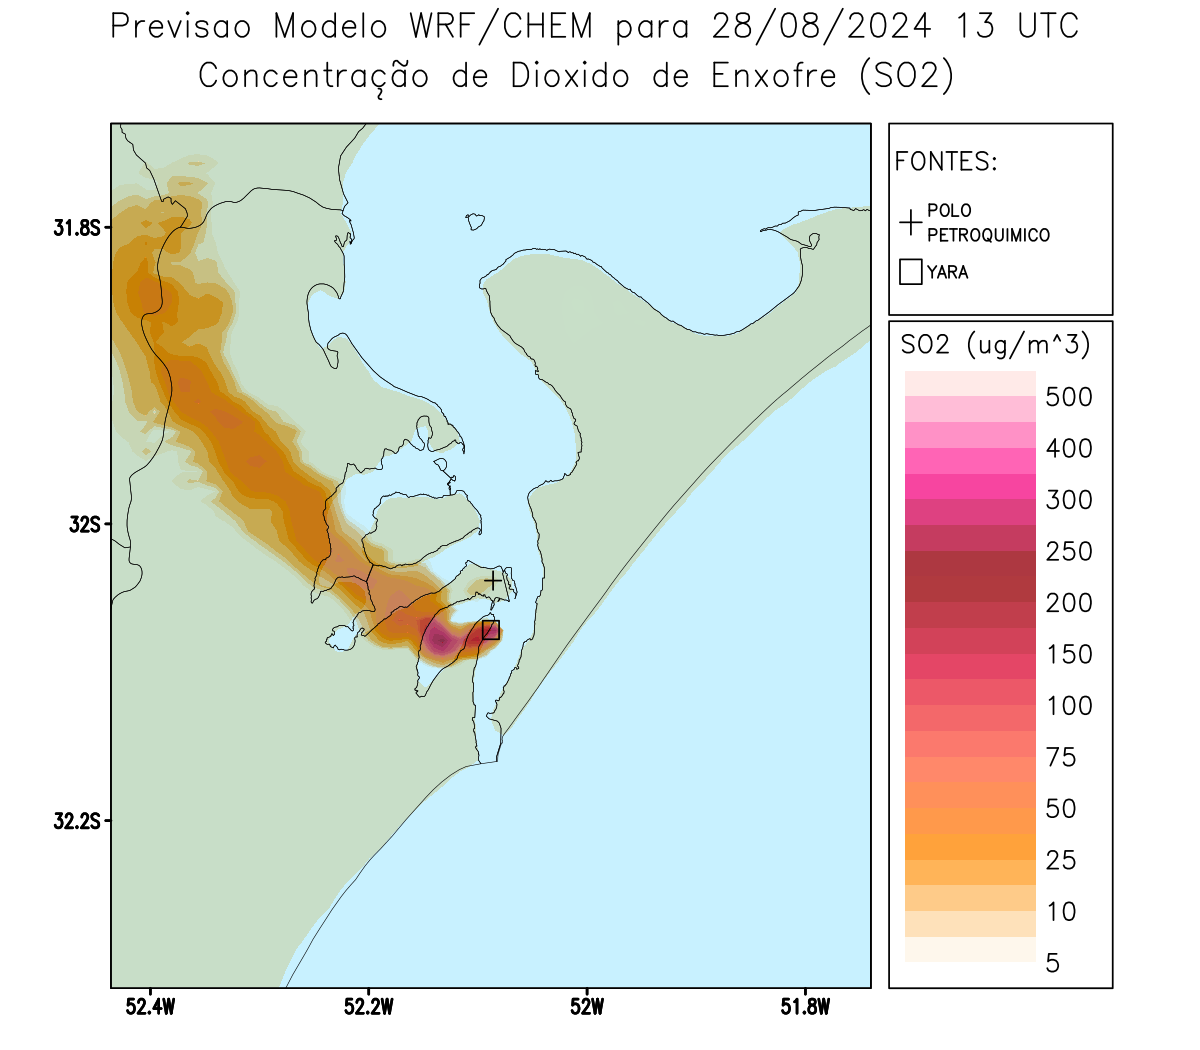 Previsao Modelo WRF/CHEM para 28/08/2024 13 UTC
Concentração de Dioxido de Enxofre (SO2)
FONTES:
POLO
PETROQUIMICO
YARA
SO2 (ug/m^3)
500
400
300
250
200
150
100
75
50
25
10
5
31.8S
32S
32.2S
52.4W
52.2W
52W
51.8W